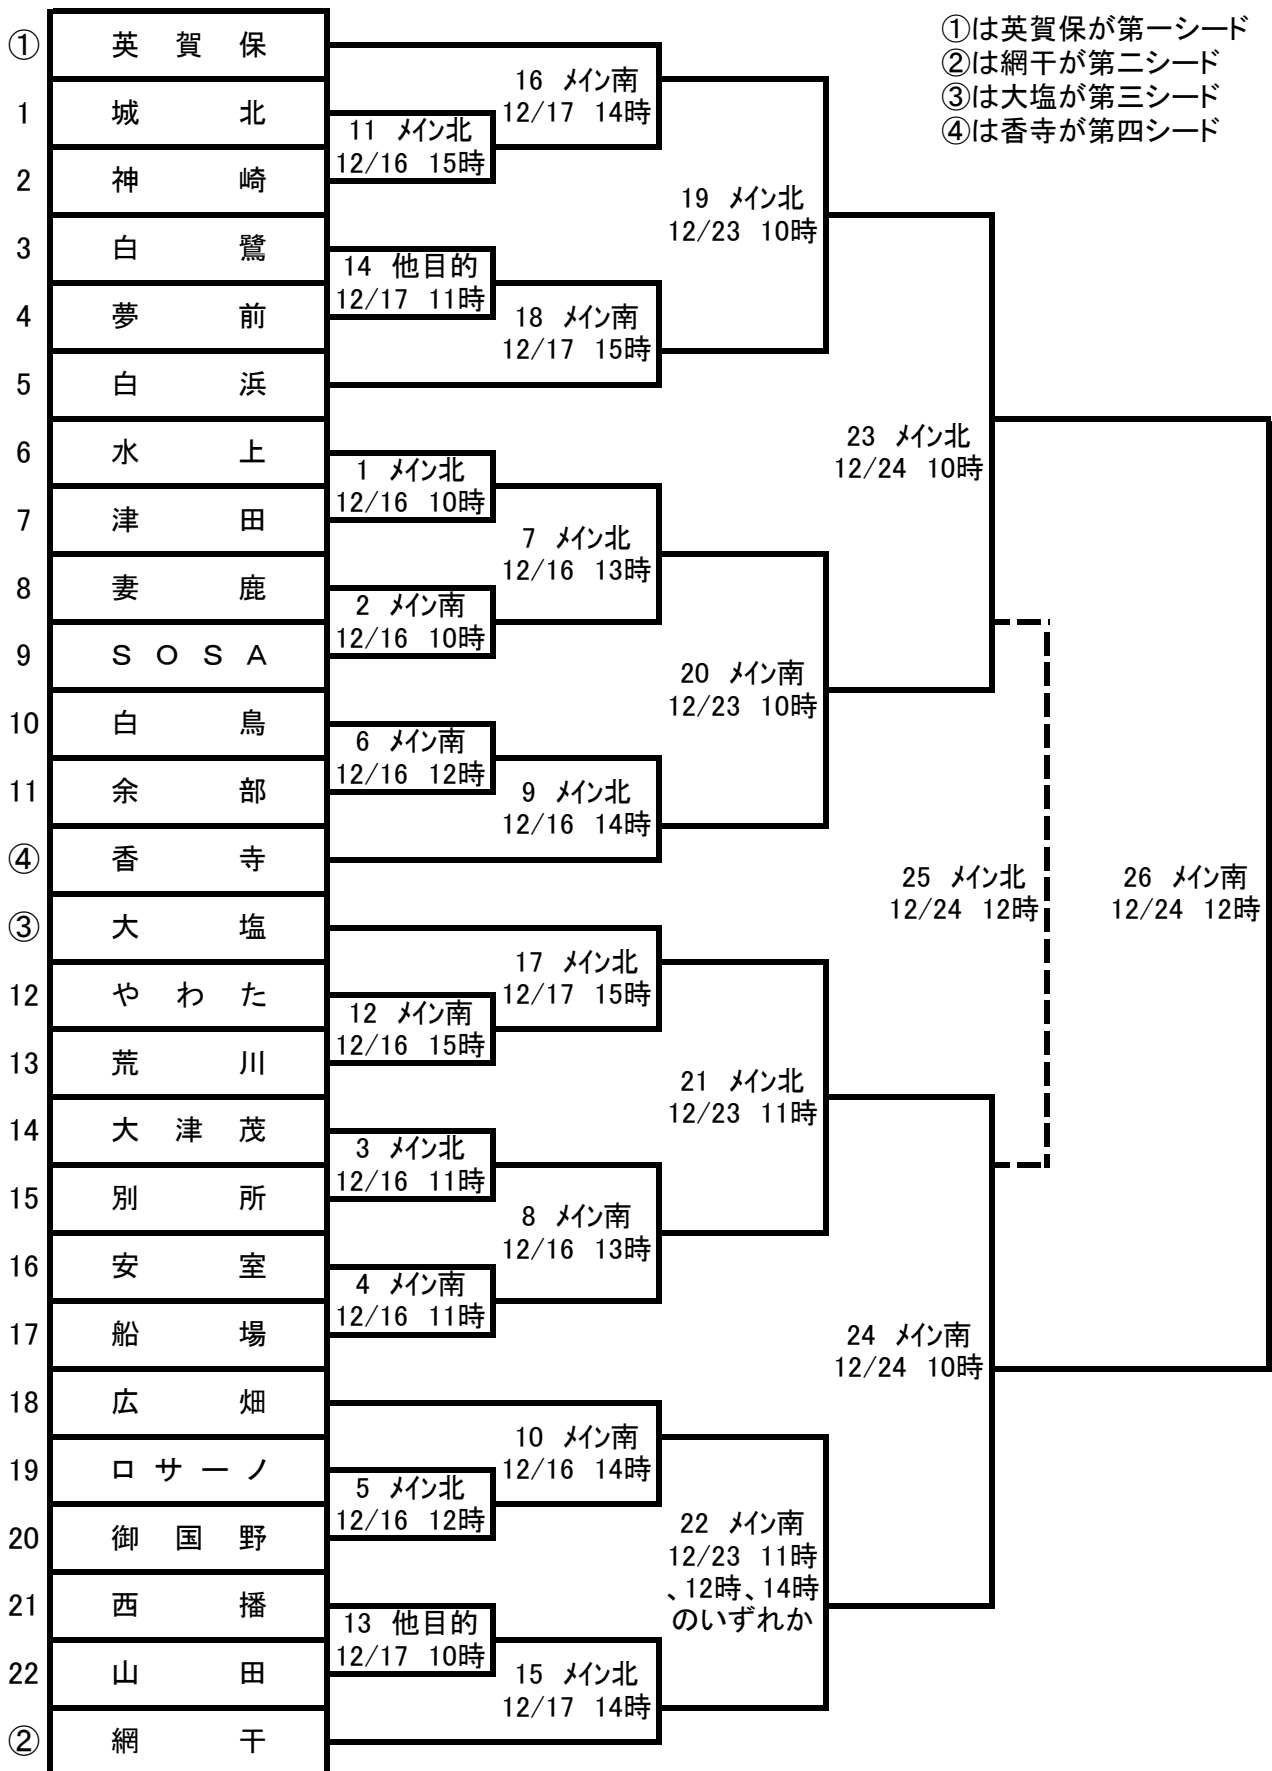 ①は英賀保が第一シード
②は網干が第二シード
③は大塩が第三シード
④は香寺が第四シード
① 英賀保
1 城北
2 神崎
3 白鷺
4 夢前
5 白浜
6 水上
7 津田
8 妻鹿
9 ＳＯＳＡ
10 白鳥
11 余部
④ 香寺
③ 大塩
12 やわた
13 荒川
14 大津茂
15 別所
16 安室
17 船場
18 広畑
19 ロサーノ
20 御国野
21 西播
22 山田
② 網干
11 ﾒｲﾝ北
12/16 15時
14 他目的
12/17 11時
1 ﾒｲﾝ北
12/16 10時
2 ﾒｲﾝ南
12/16 10時
6 ﾒｲﾝ南
12/16 12時
12 ﾒｲﾝ南
12/16 15時
3 ﾒｲﾝ北
12/16 11時
4 ﾒｲﾝ南
12/16 11時
5 ﾒｲﾝ北
12/16 12時
13 他目的
12/17 10時
16 ﾒｲﾝ南
12/17 14時
18 ﾒｲﾝ南
12/17 15時
7 ﾒｲﾝ北
12/16 13時
9 ﾒｲﾝ北
12/16 14時
17 ﾒｲﾝ北
12/17 15時
8 ﾒｲﾝ南
12/16 13時
10 ﾒｲﾝ南
12/16 14時
15 ﾒｲﾝ北
12/17 14時
19 ﾒｲﾝ北
12/23 10時
20 ﾒｲﾝ南
12/23 10時
21 ﾒｲﾝ北
12/23 11時
22 ﾒｲﾝ南
12/23 11時
、12時、14時
のいずれか
23 ﾒｲﾝ北
12/24 10時
24 ﾒｲﾝ南
12/24 10時
25 ﾒｲﾝ北
12/24 12時
26 ﾒｲﾝ南
12/24 12時